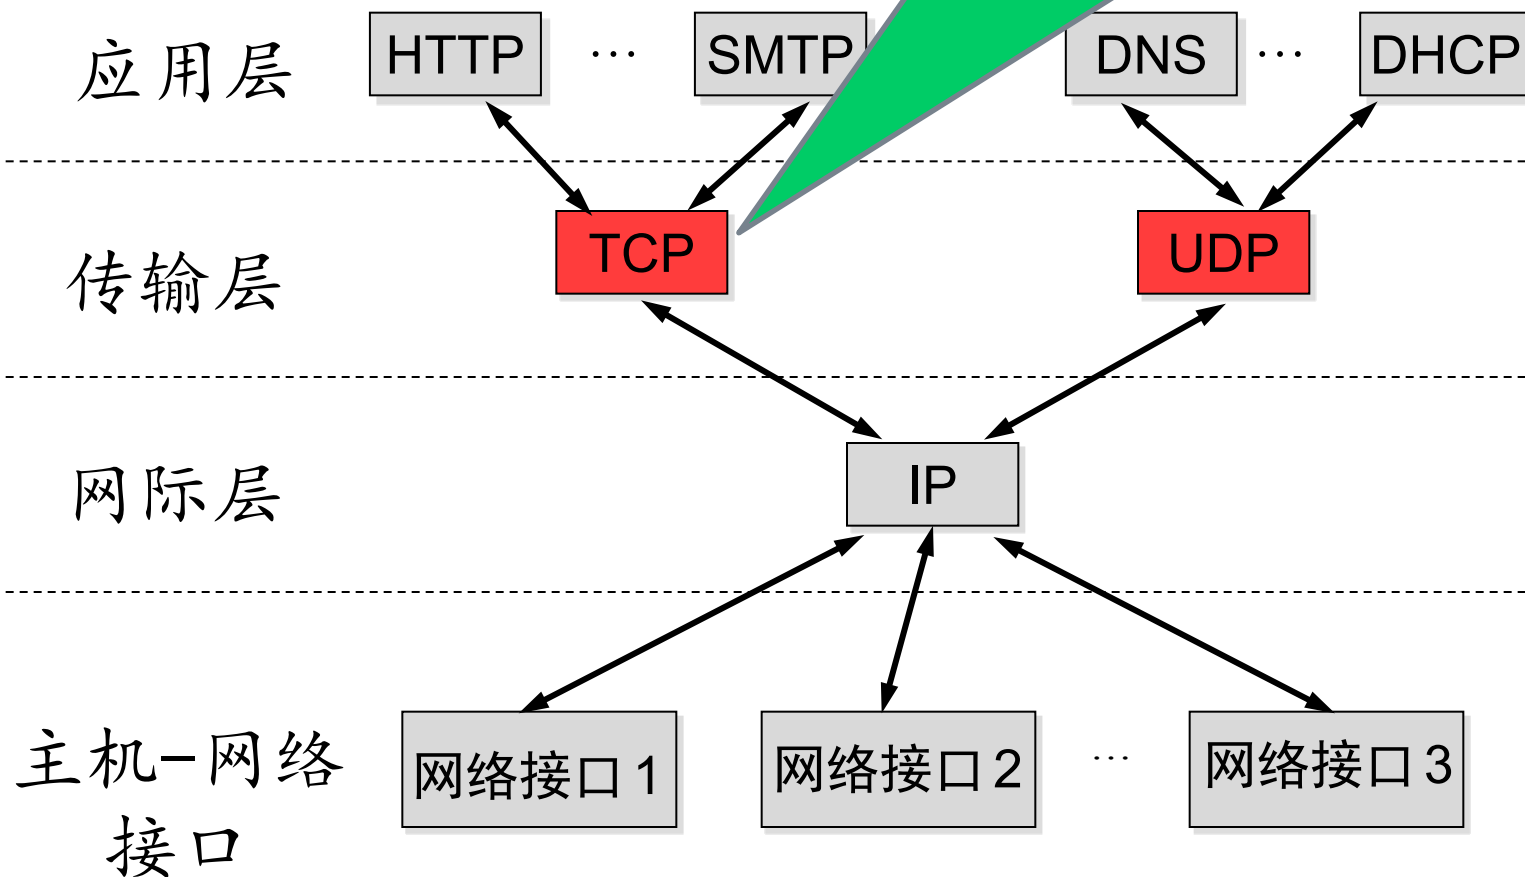 应用层 HTTP … SMTP DNS … DHCP
传输层 TCP UDP
网际层 IP
主机-网络 网络接口1 网络接口2 … 网络接口3
接口